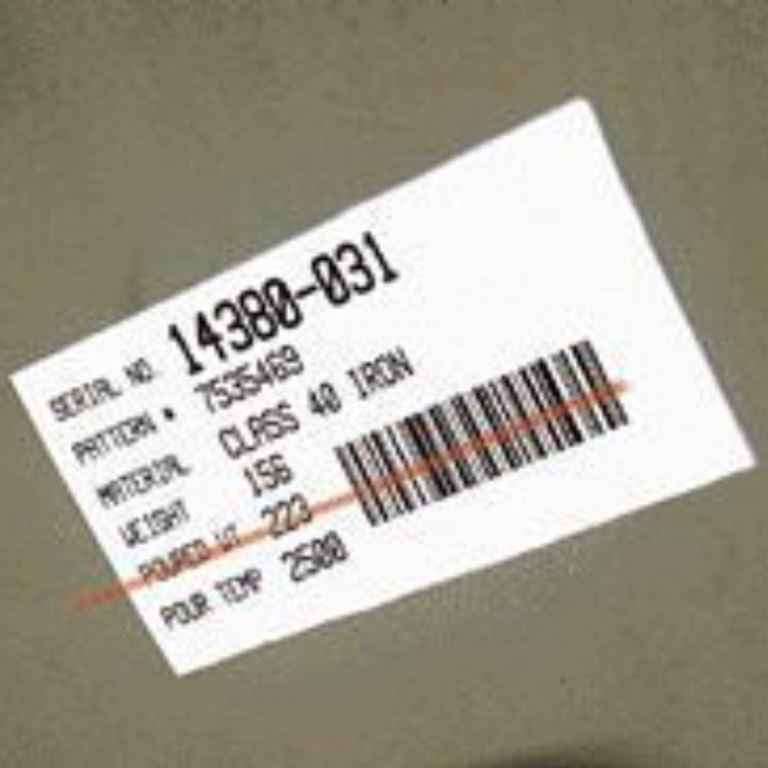 SERIAL NO. 14380-031
PATTERN # 7535469
MATERIAL CLASS 40 IRON
WEIGHT 156
POURED WT. 223
POUR TEMP 2500